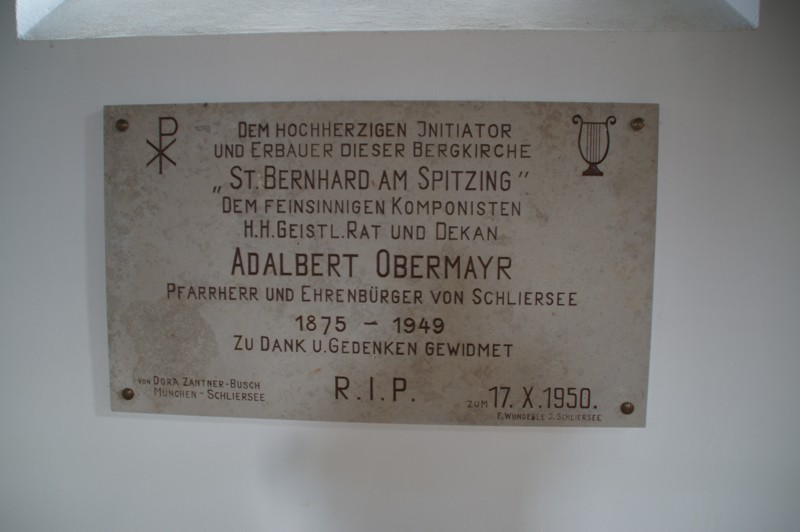 DEM HOCHHERZIGEN INITIATOR
UND ERBAUER DIESER BERGKIRCHE
„ST. BERNHARD AM SPITZING"
DEM FEINSINNIGEN KOMPONISTEN
H.H. GEISTL. RAT UND DEKAN
ADALBERT OBERMAYR
PFARRHERR UND EHRENBÜRGER VON SCHLIERSEE
1875 – 1949
ZU DANK U. GEDENKEN GEWIDMET
VON DORA ZANTNER-BUSCH
MÜNCHEN - SCHLIERSEE
R.I.P.
ZUM 17. X. 1950.
SCHLIERSEE